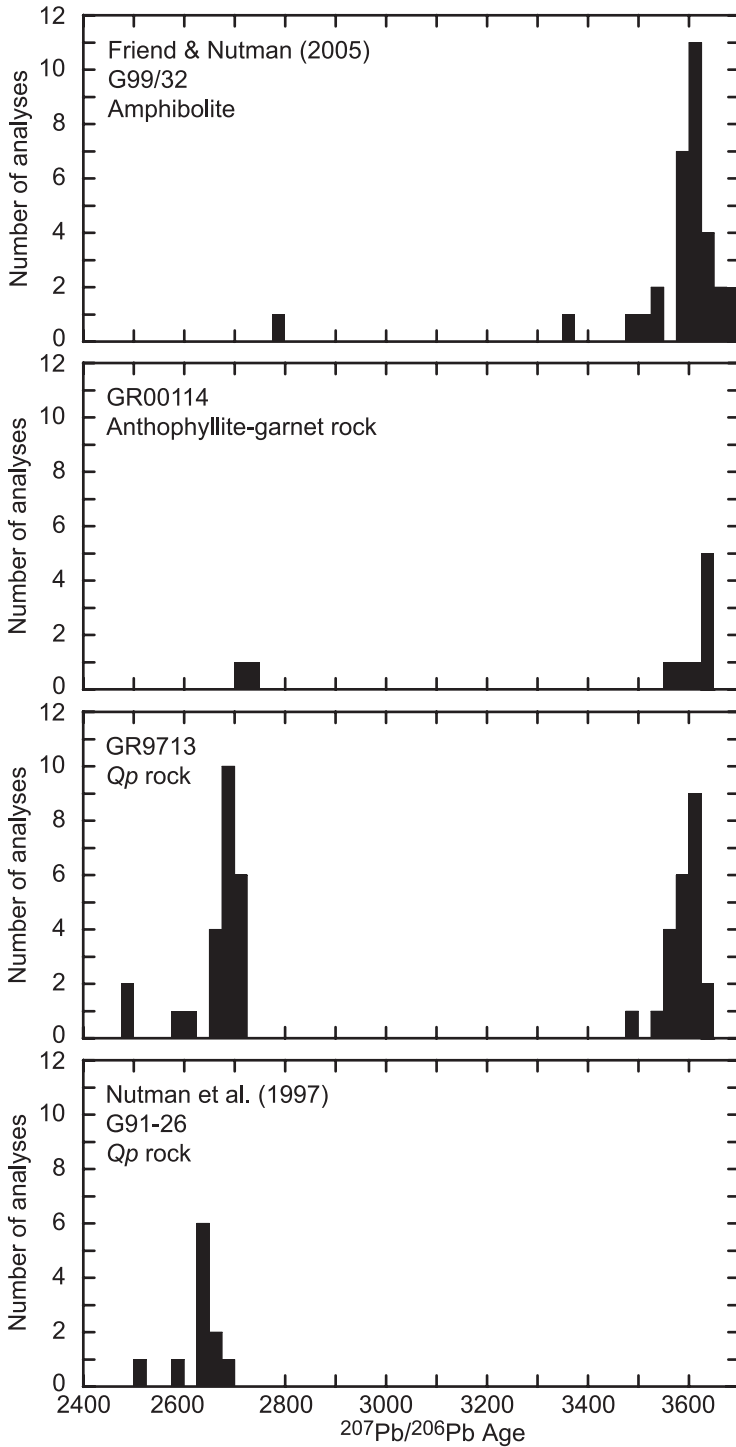 12
10
8
6
4
2
0
Number of analyses
Friend & Nutman (2005)
G99/32
Amphibolite
12
10
8
6
4
2
0
Number of analyses
GR00114
Anthophyllite-garnet rock
12
10
8
6
4
2
0
Number of analyses
GR9713
Qp rock
12
10
8
6
4
2
0
Number of analyses
Nutman et al. (1997)
G91-26
Qp rock
2400 2600 2800 3000 3200 3400 3600
²⁰⁷Pb/²⁰⁶Pb Age